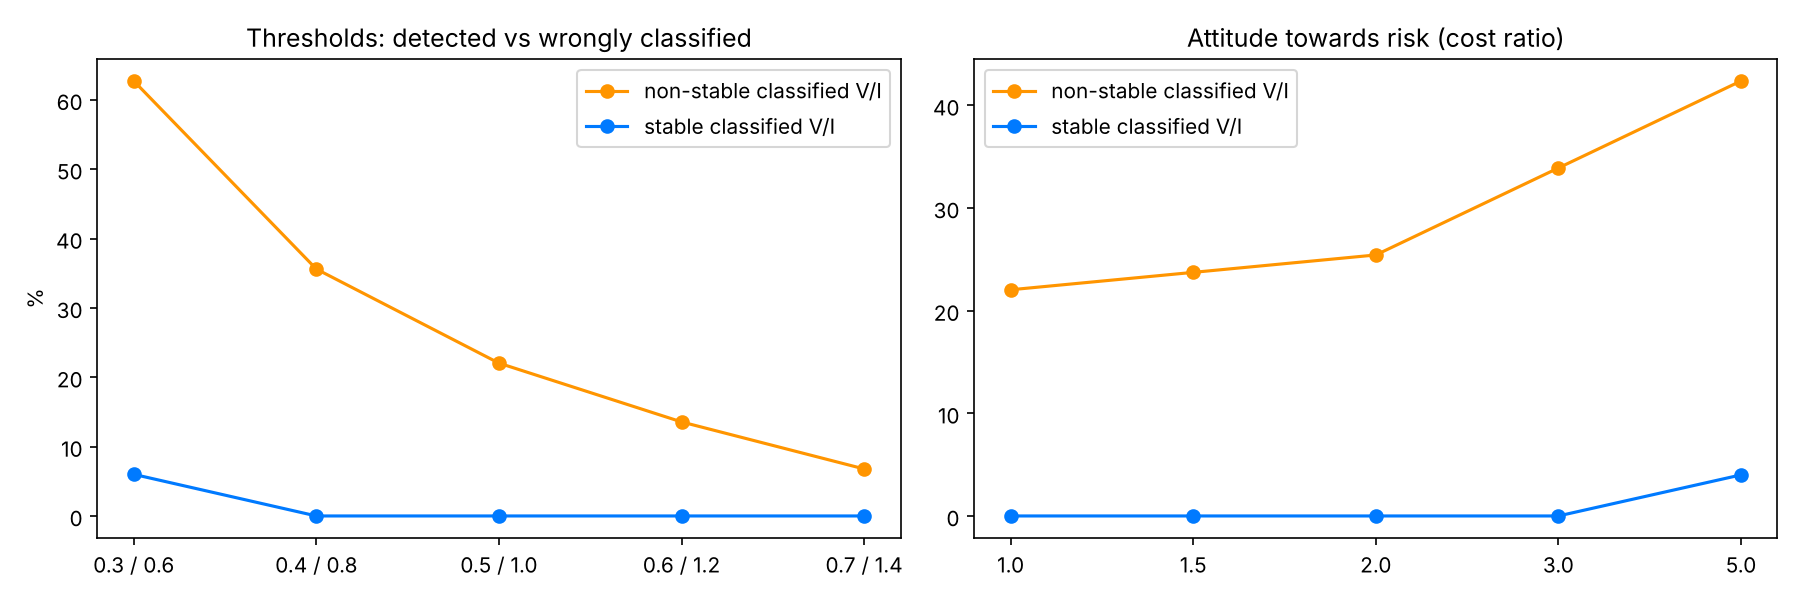 Thresholds: detected vs wrongly classified
non-stable classified V/I
stable classified V/I
%
60
50
40
30
20
10
0
0.3 / 0.6
0.4 / 0.8
0.5 / 1.0
0.6 / 1.2
0.7 / 1.4
Attitude towards risk (cost ratio)
non-stable classified V/I
stable classified V/I
40
30
20
10
0
1.0
1.5
2.0
3.0
5.0